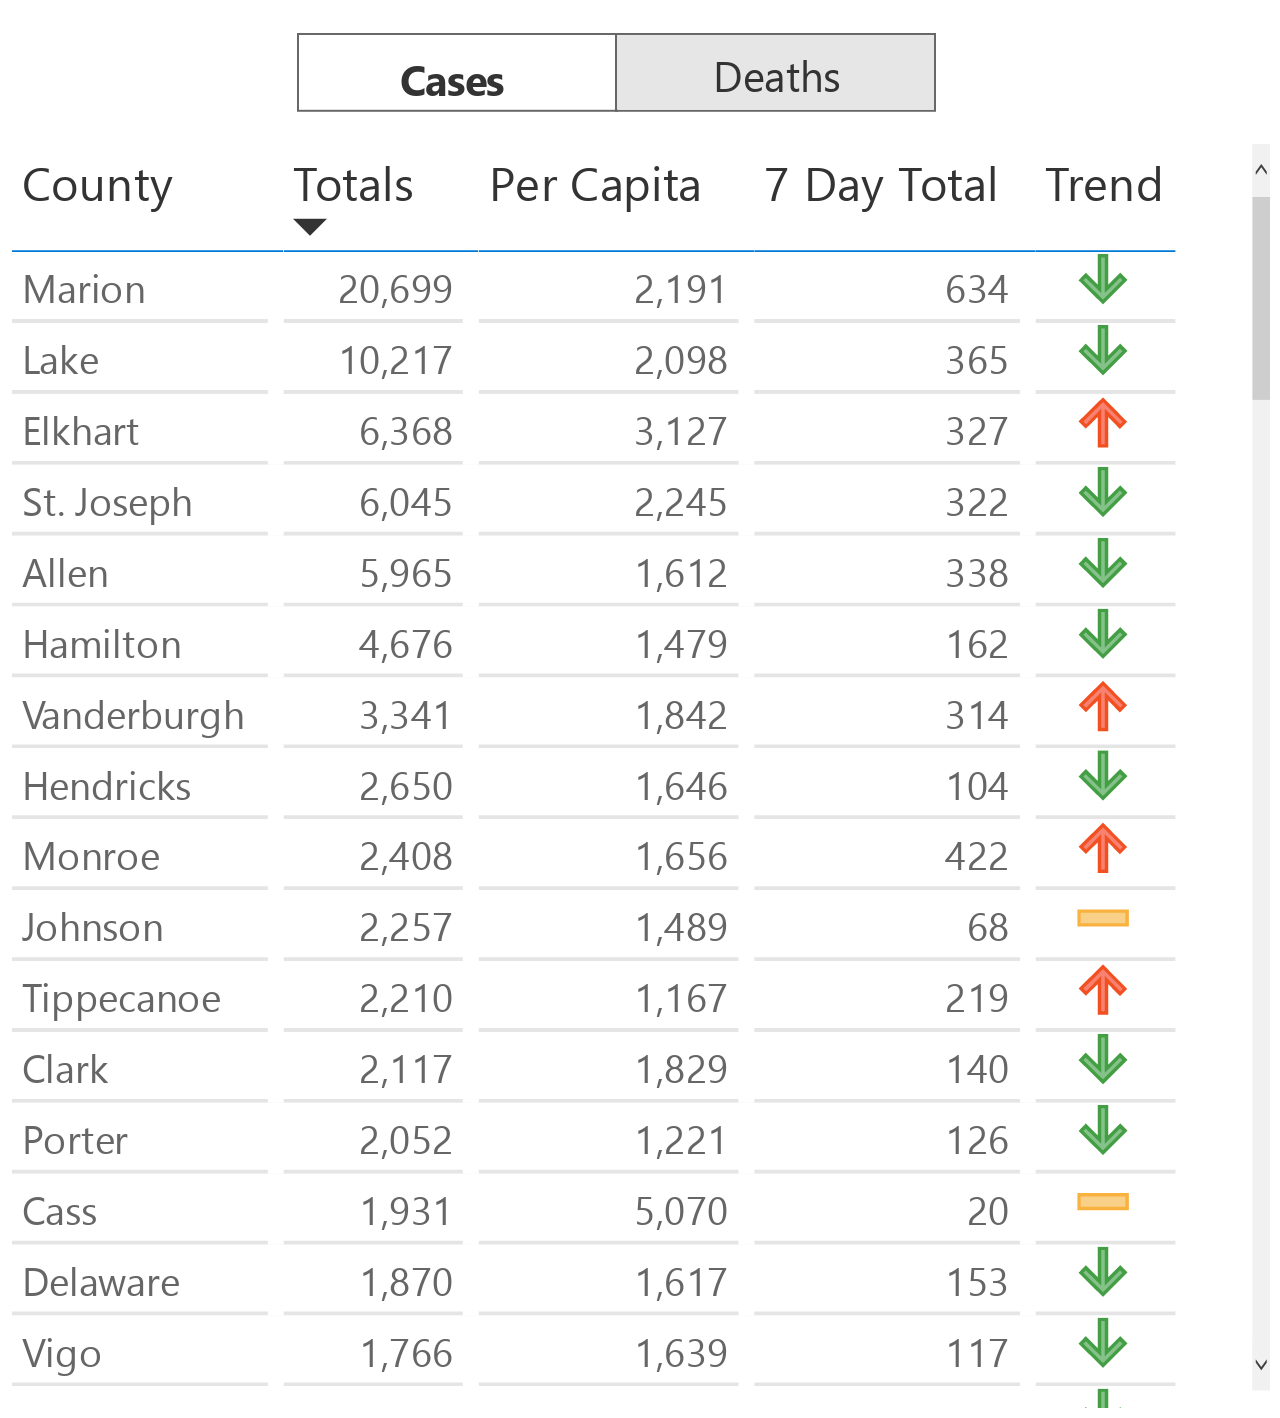 Cases Deaths
County Totals Per Capita 7 Day Total Trend
Marion 20,699 2,191 634
Lake 10,217 2,098 365
Elkhart 6,368 3,127 327
St. Joseph 6,045 2,245 322
Allen 5,965 1,612 338
Hamilton 4,676 1,479 162
Vanderburgh 3,341 1,842 314
Hendricks 2,650 1,646 104
Monroe 2,408 1,656 422
Johnson 2,257 1,489 68
Tippecanoe 2,210 1,167 219
Clark 2,117 1,829 140
Porter 2,052 1,221 126
Cass 1,931 5,070 20
Delaware 1,870 1,617 153
Vigo 1,766 1,639 117